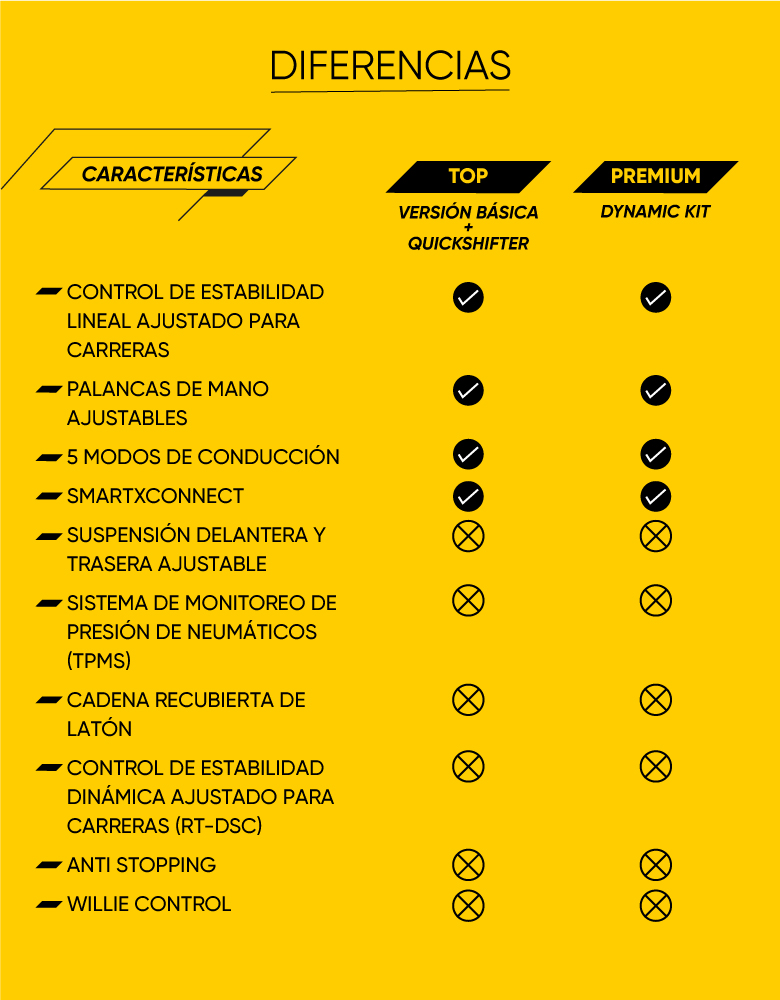 DIFERENCIAS
CARACTERÍSTICAS
TOP
PREMIUM
VERSIÓN BÁSICA
+
QUICKSHIFTER
DYNAMIC KIT
CONTROL DE ESTABILIDAD
LINEAL AJUSTADO PARA
CARRERAS
PALANCAS DE MANO
AJUSTABLES
5 MODOS DE CONDUCCIÓN
SMARTXCONNECT
SUSPENSIÓN DELANTERA Y
TRASERA AJUSTABLE
SISTEMA DE MONITOREO DE
PRESIÓN DE NEUMÁTICOS
(TPMS)
CADENA RECUBIERTA DE
LATÓN
CONTROL DE ESTABILIDAD
DINÁMICA AJUSTADO PARA
CARRERAS (RT-DSC)
ANTI STOPPING
WILLIE CONTROL